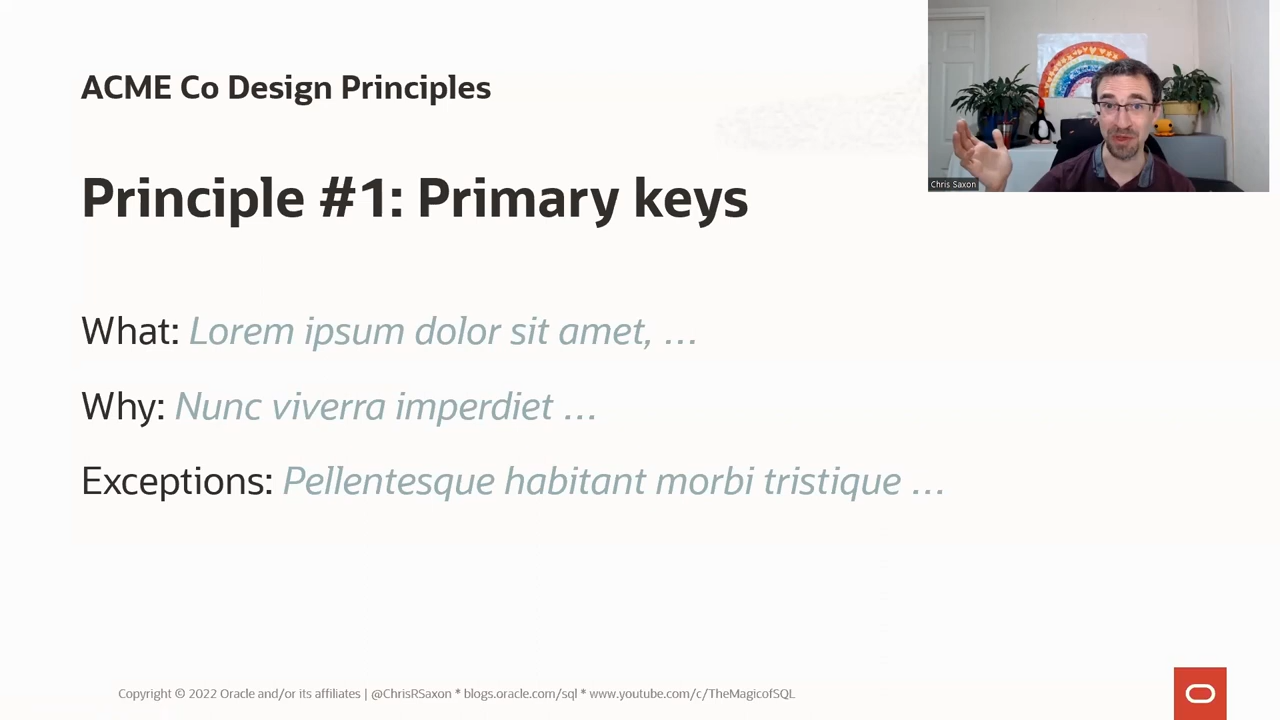 ACME Co Design Principles
Principle #1: Primary keys
What: Lorem ipsum dolor sit amet, …
Why: Nunc viverra imperdiet …
Exceptions: Pellentesque habitant morbi tristique …
Chris Saxon
Copyright © 2022 Oracle and/or its affiliates | @ChrisRSaxon * blogs.oracle.com/sql * www.youtube.com/c/TheMagicofSQL